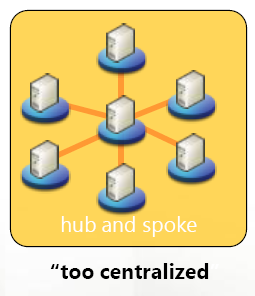 hub and spoke
“too centralized